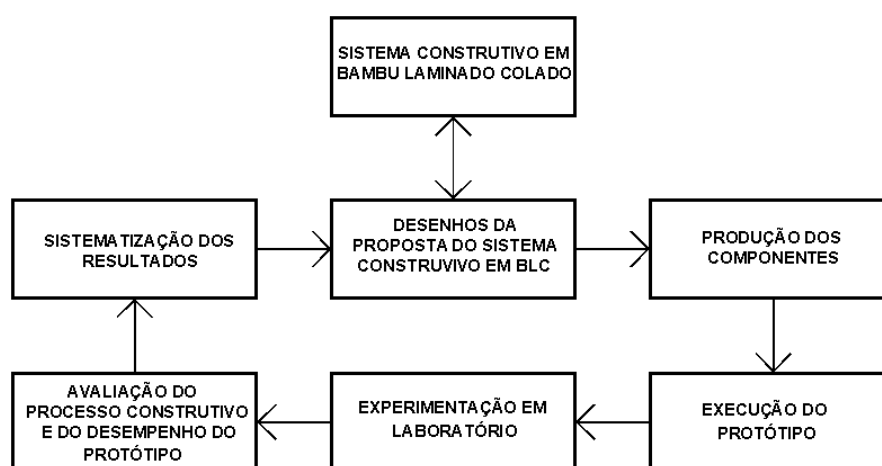 SISTEMA CONSTRUTIVO EM
BAMBU LAMINADO COLADO
SISTEMATIZAÇÃO DOS
RESULTADOS
DESENHOS DA
PROPOSTA DO SISTEMA
CONSTRUVIVO EM BLC
PRODUÇÃO DOS
COMPONENTES
AVALIAÇÃO DO
PROCESSO CONSTRUTIVO
E DO DESEMPENHO DO
PROTÓTIPO
EXPERIMENTAÇÃO EM
LABORATÓRIO
EXECUÇÃO DO
PROTÓTIPO